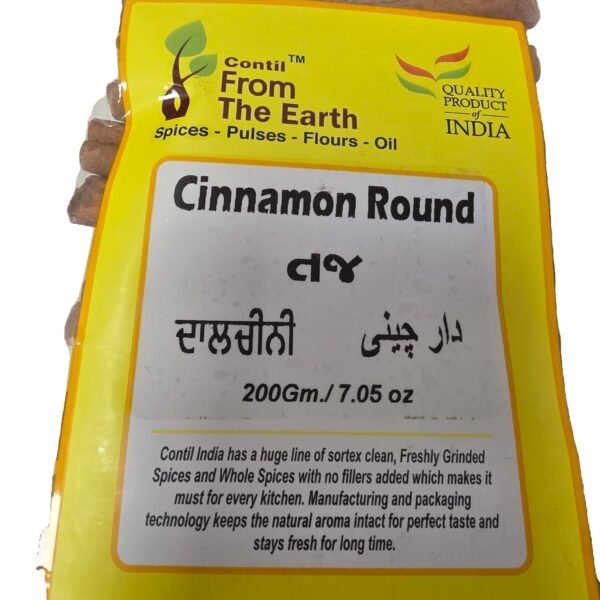 Contil™
From
The Earth
Spices - Pulses - Flours - Oil
QUALITY
PRODUCT
of
INDIA
Cinnamon Round
તજ
ਦਾਲਚੀਨੀ دار چینی
200Gm./ 7.05 oz
Contil India has a huge line of sortex clean, Freshly Grinded
Spices and Whole Spices with no fillers added which makes it
must for every kitchen. Manufacturing and packaging
technology keeps the natural aroma intact for perfect taste and
stays fresh for long time.